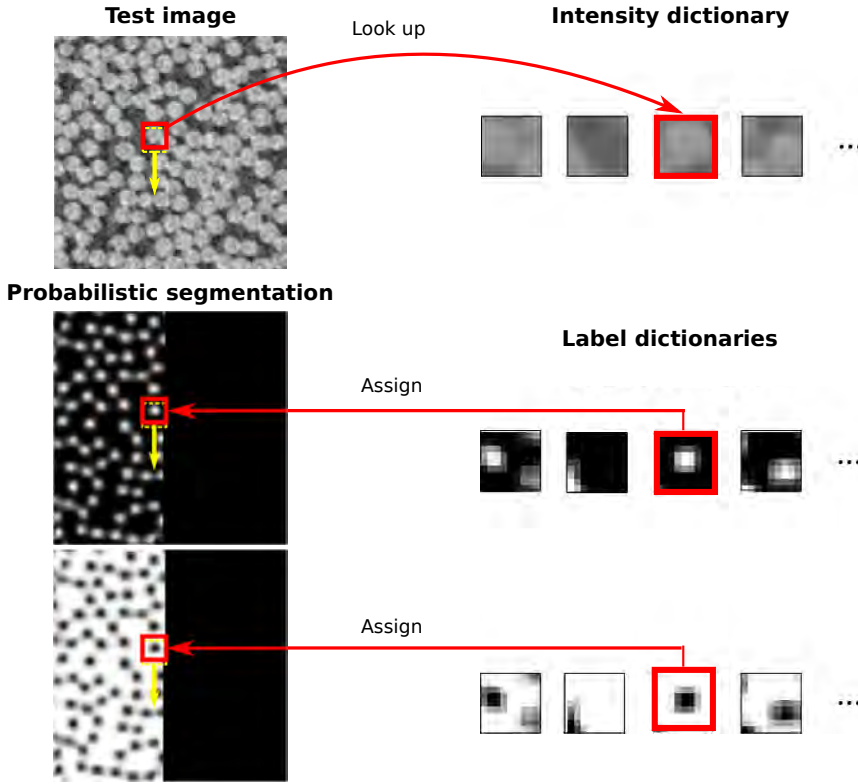 Test image
Intensity dictionary
Look up
...
Probabilistic segmentation
Label dictionaries
Assign
...
Assign
...